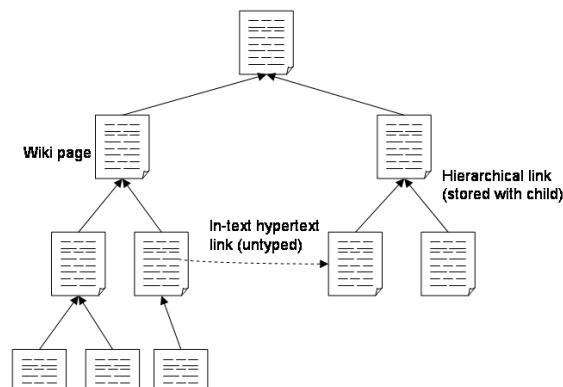 Wiki page
Hierarchical link
(stored with child)
In-text hypertext
link (untyped)